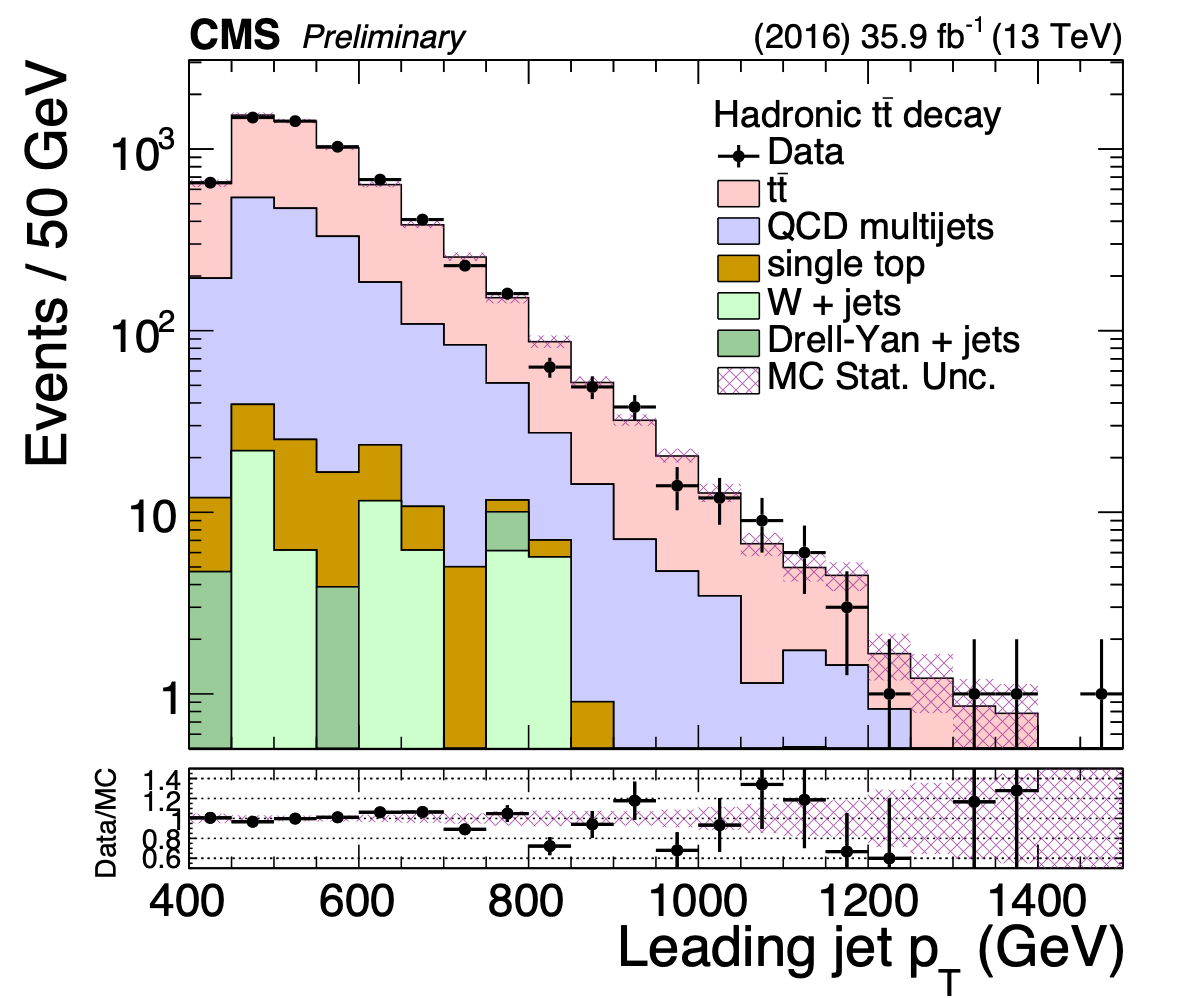 CMS Preliminary (2016) 35.9 fb⁻¹ (13 TeV)
Events / 50 GeV
10³
10²
10
1
Hadronic tt̄ decay
Data
tt̄
QCD multijets
single top
W + jets
Drell-Yan + jets
MC Stat. Unc.
Data/MC
1.4
1.2
1
0.8
0.6
400 600 800 1000 1200 1400
Leading jet p_T (GeV)